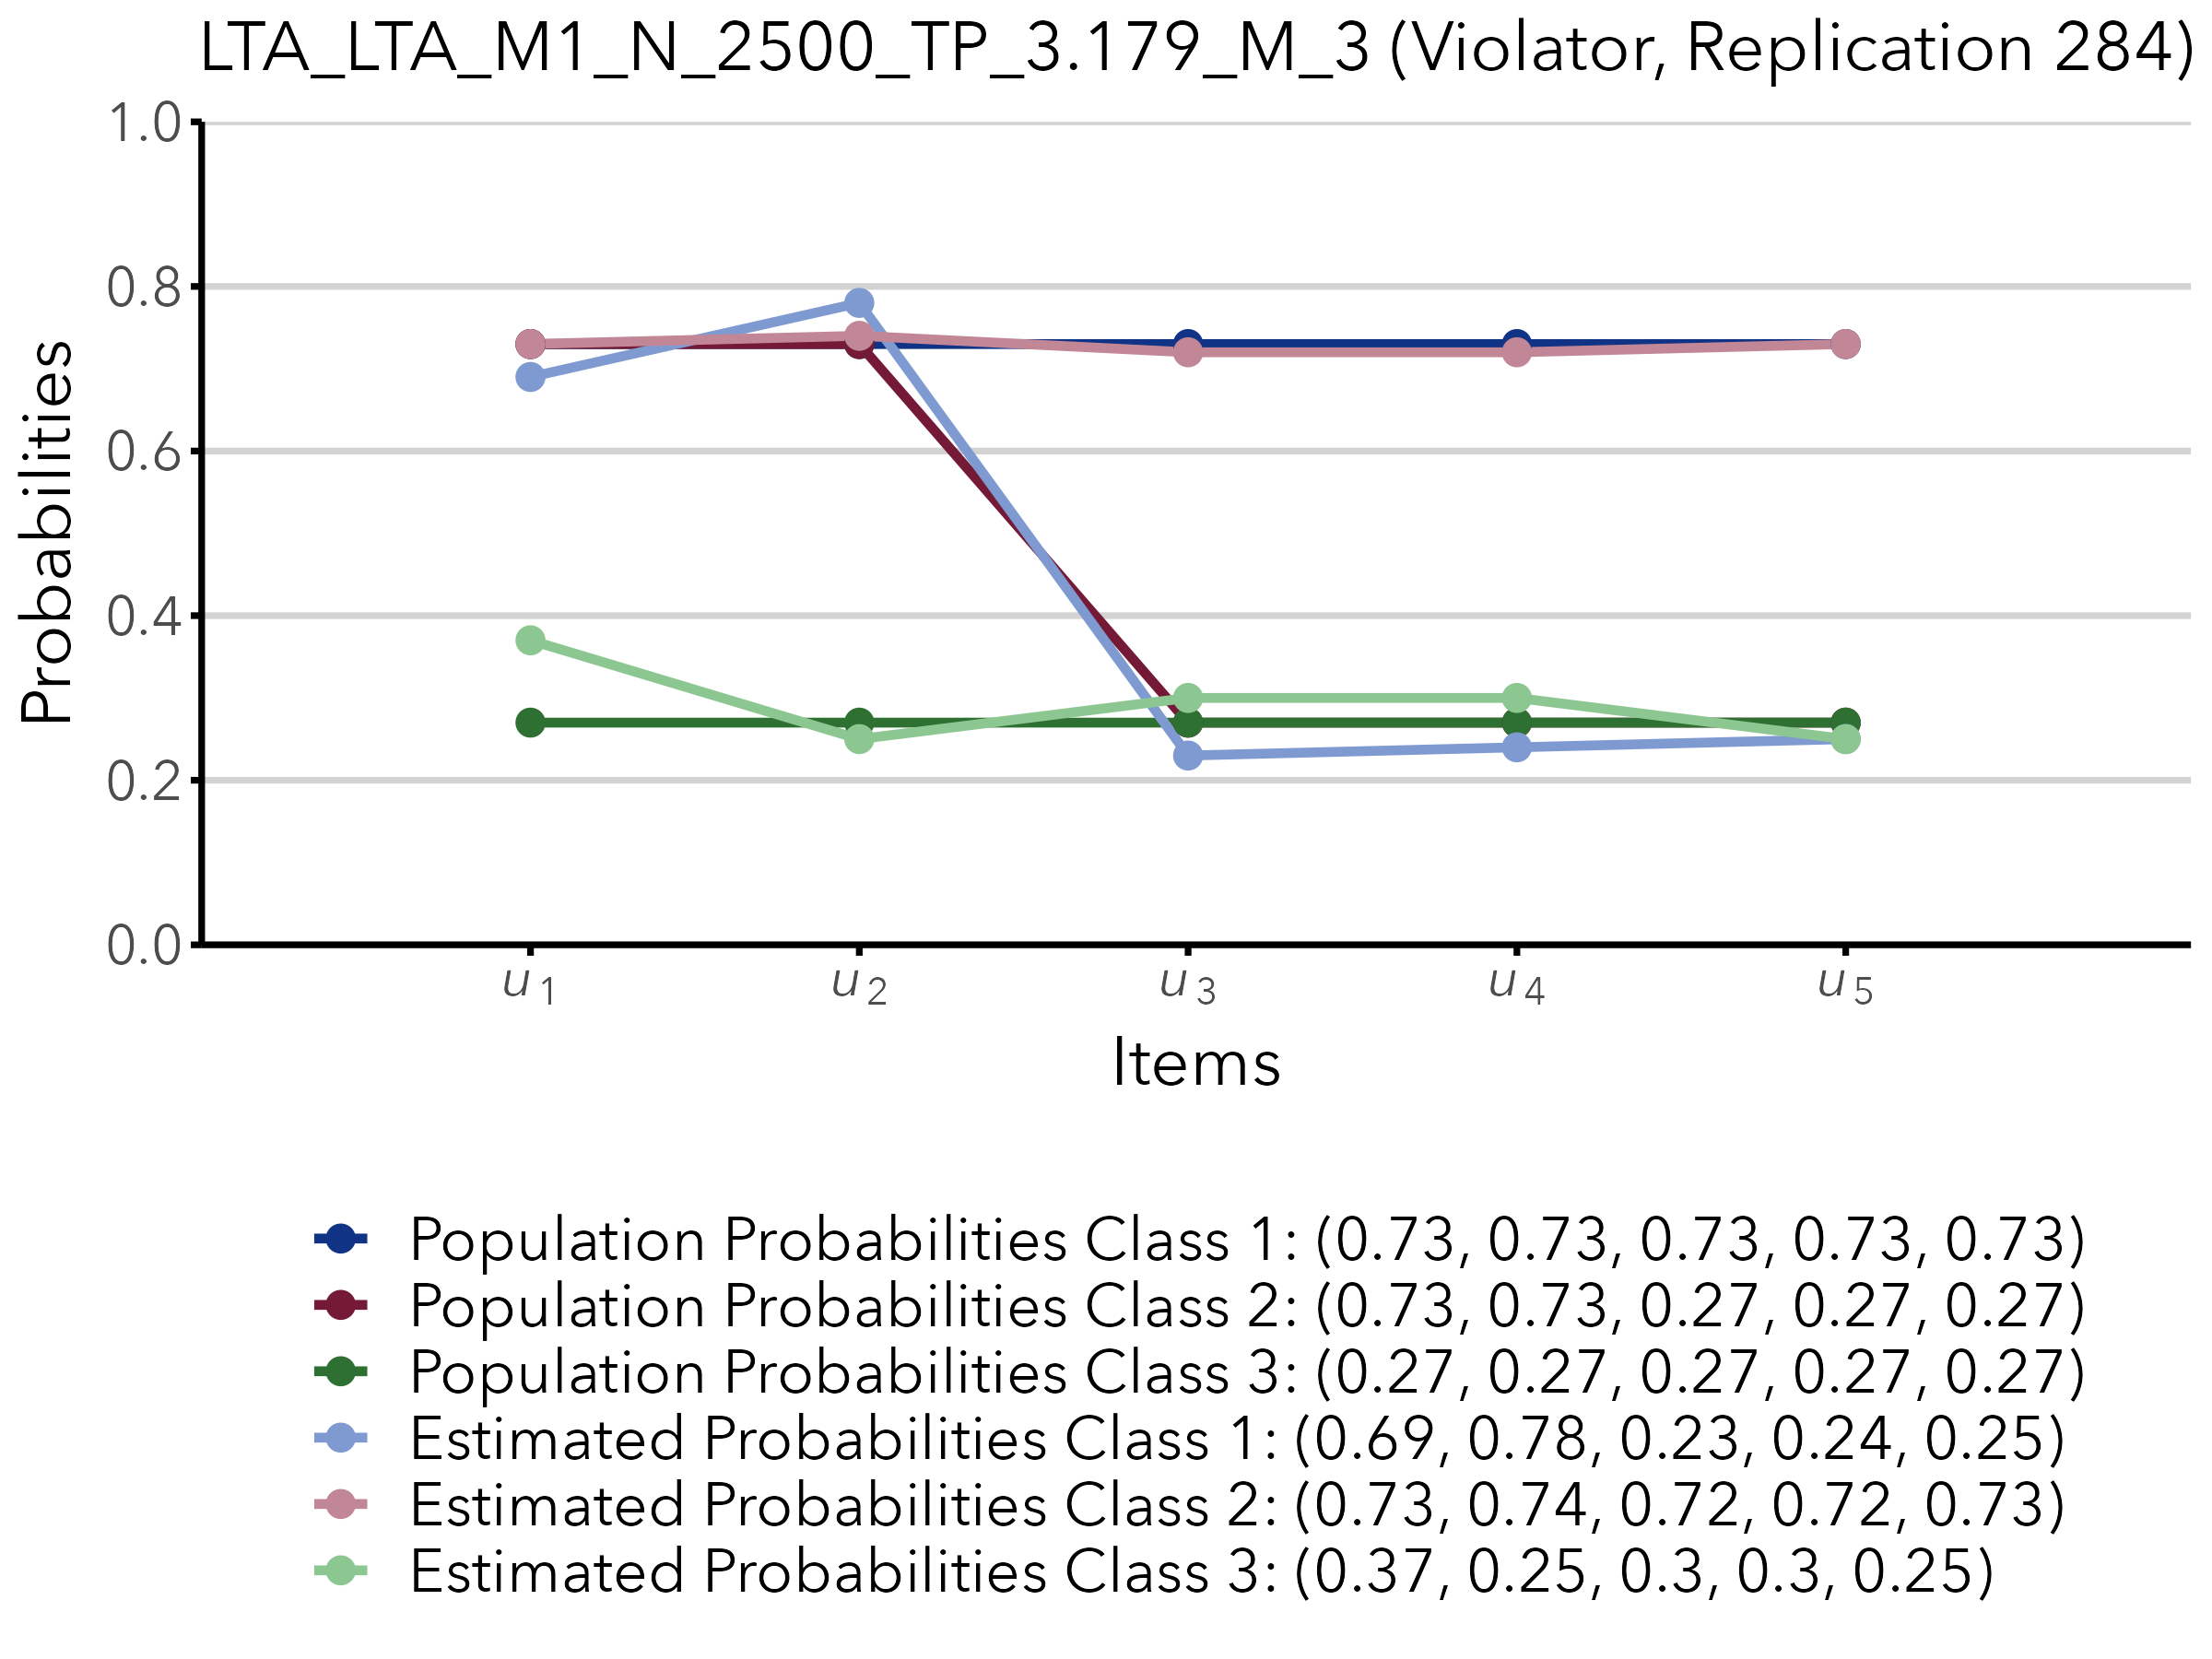 LTA_LTA_M1_N_2500_TP_3.179_M_3 (Violator, Replication 284)
1.0
0.8
0.6
0.4
0.2
0.0
Probabilities
u1 u2 u3 u4 u5
Items
Population Probabilities Class 1: (0.73, 0.73, 0.73, 0.73, 0.73)
Population Probabilities Class 2: (0.73, 0.73, 0.27, 0.27, 0.27)
Population Probabilities Class 3: (0.27, 0.27, 0.27, 0.27, 0.27)
Estimated Probabilities Class 1: (0.69, 0.78, 0.23, 0.24, 0.25)
Estimated Probabilities Class 2: (0.73, 0.74, 0.72, 0.72, 0.73)
Estimated Probabilities Class 3: (0.37, 0.25, 0.3, 0.3, 0.25)